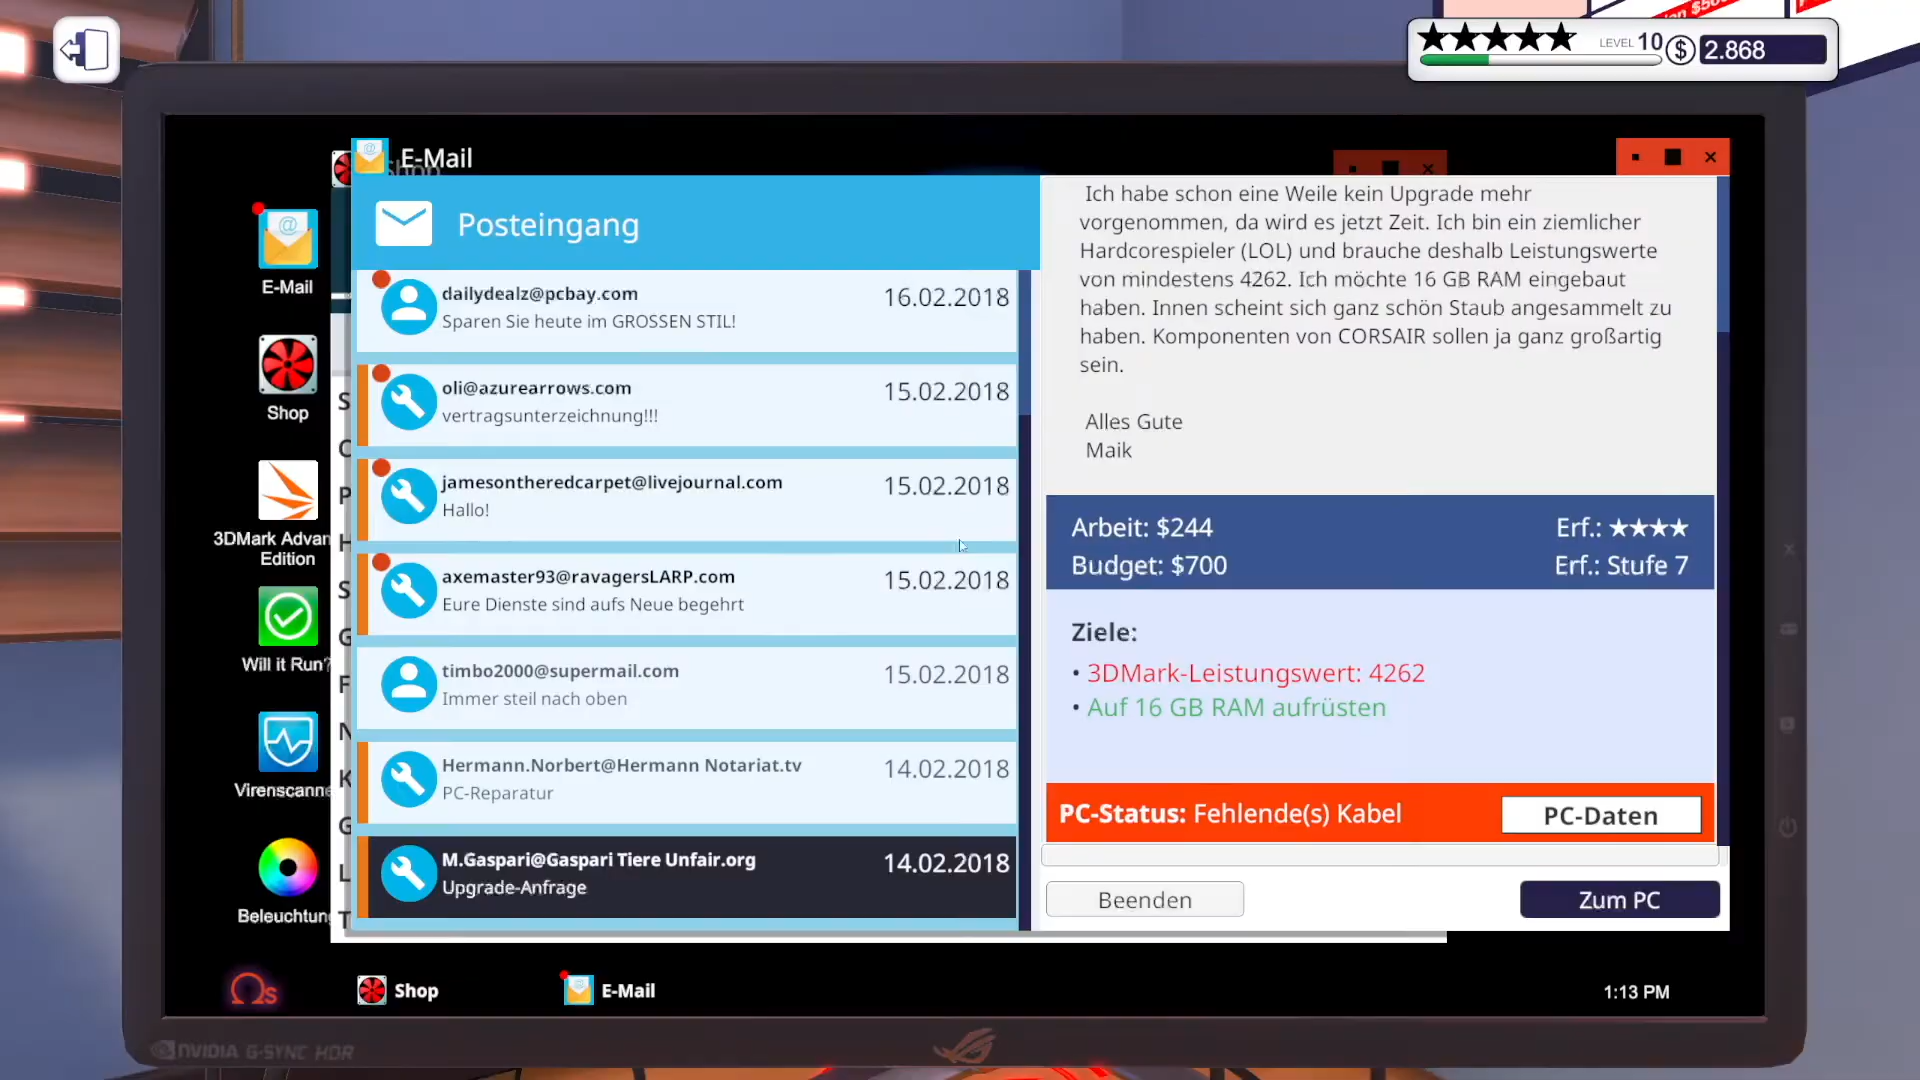 LEVEL 10
2.868
E-Mail
Posteingang
dailydealz@pcbay.com
16.02.2018
Sparen Sie heute im GROSSEN STIL!
oli@azurearrows.com
15.02.2018
vertragsunterzeichnung!!!
jamesontheredcarpet@livejournal.com
15.02.2018
Hallo!
axemaster93@ravagersLARP.com
15.02.2018
Eure Dienste sind aufs Neue begehrt
timbo2000@supermail.com
15.02.2018
Immer steil nach oben
Hermann.Norbert@Hermann Notariat.tv
14.02.2018
PC-Reparatur
M.Gaspari@Gaspari Tiere Unfair.org
14.02.2018
Upgrade-Anfrage
Ich habe schon eine Weile kein Upgrade mehr
vorgenommen, da wird es jetzt Zeit. Ich bin ein ziemlicher
Hardcorespieler (LOL) und brauche deshalb Leistungswerte
von mindestens 4262. Ich möchte 16 GB RAM eingebaut
haben. Innen scheint sich ganz schön Staub angesammelt zu
haben. Komponenten von CORSAIR sollen ja ganz großartig
sein.
Alles Gute
Maik
Arbeit: $244
Erf.: ★★★★
Budget: $700
Erf.: Stufe 7
Ziele:
• 3DMark-Leistungswert: 4262
• Auf 16 GB RAM aufrüsten
PC-Status: Fehlende(s) Kabel
PC-Daten
Beenden
Zum PC
E-Mail
Shop
3DMark Advan
Edition
Will it Run?
Virenscanne
Beleuchtun
Shop
E-Mail
1:13 PM
NVIDIA G-SYNC HDR